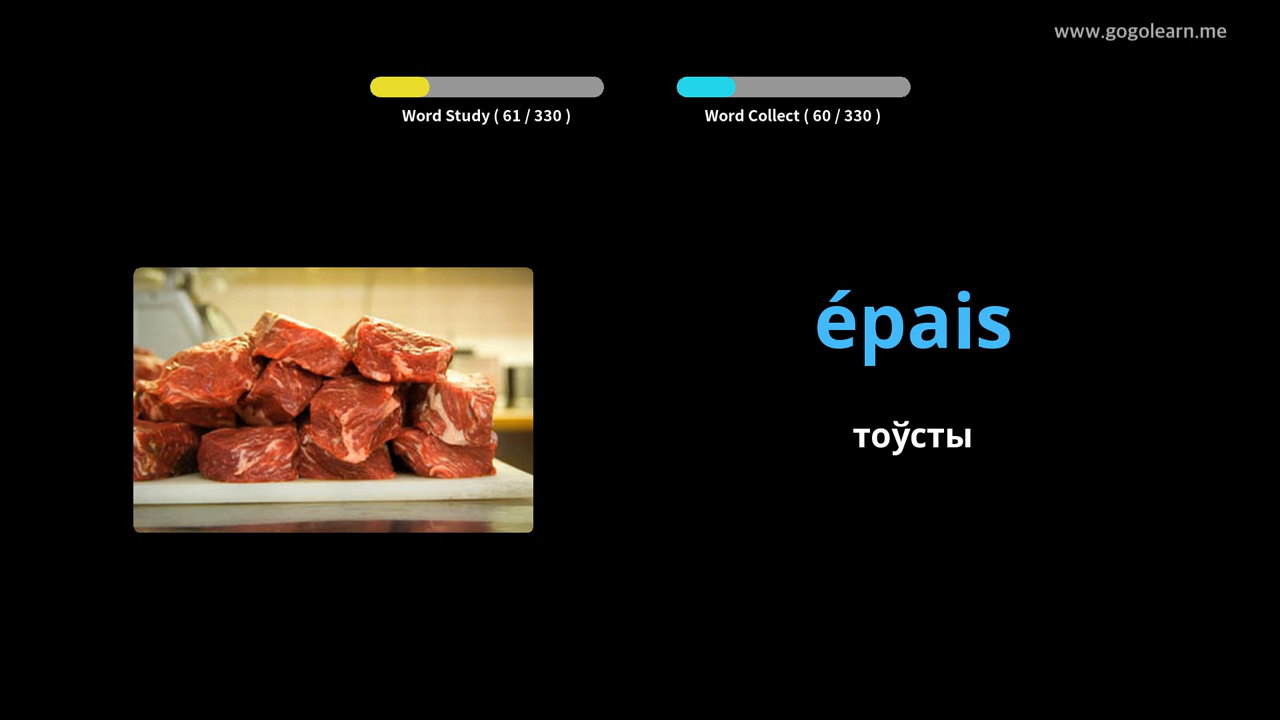 www.gogolearn.me
Word Study ( 61 / 330 )
Word Collect ( 60 / 330 )
épais
тоўсты